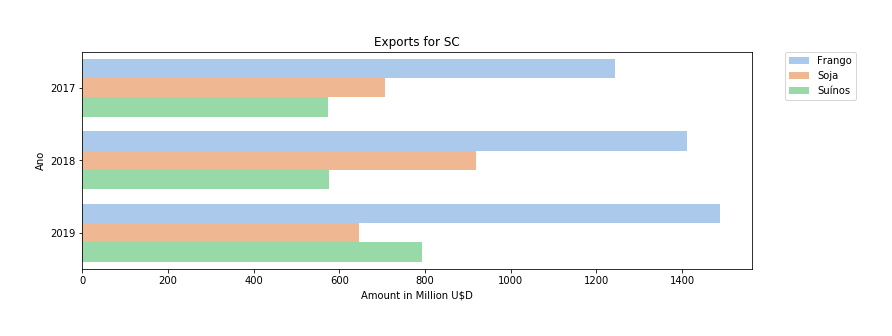 Exports for SC
Frango
Soja
Suínos
Ano
2017
2018
2019
0 200 400 600 800 1000 1200 1400
Amount in Million U$D